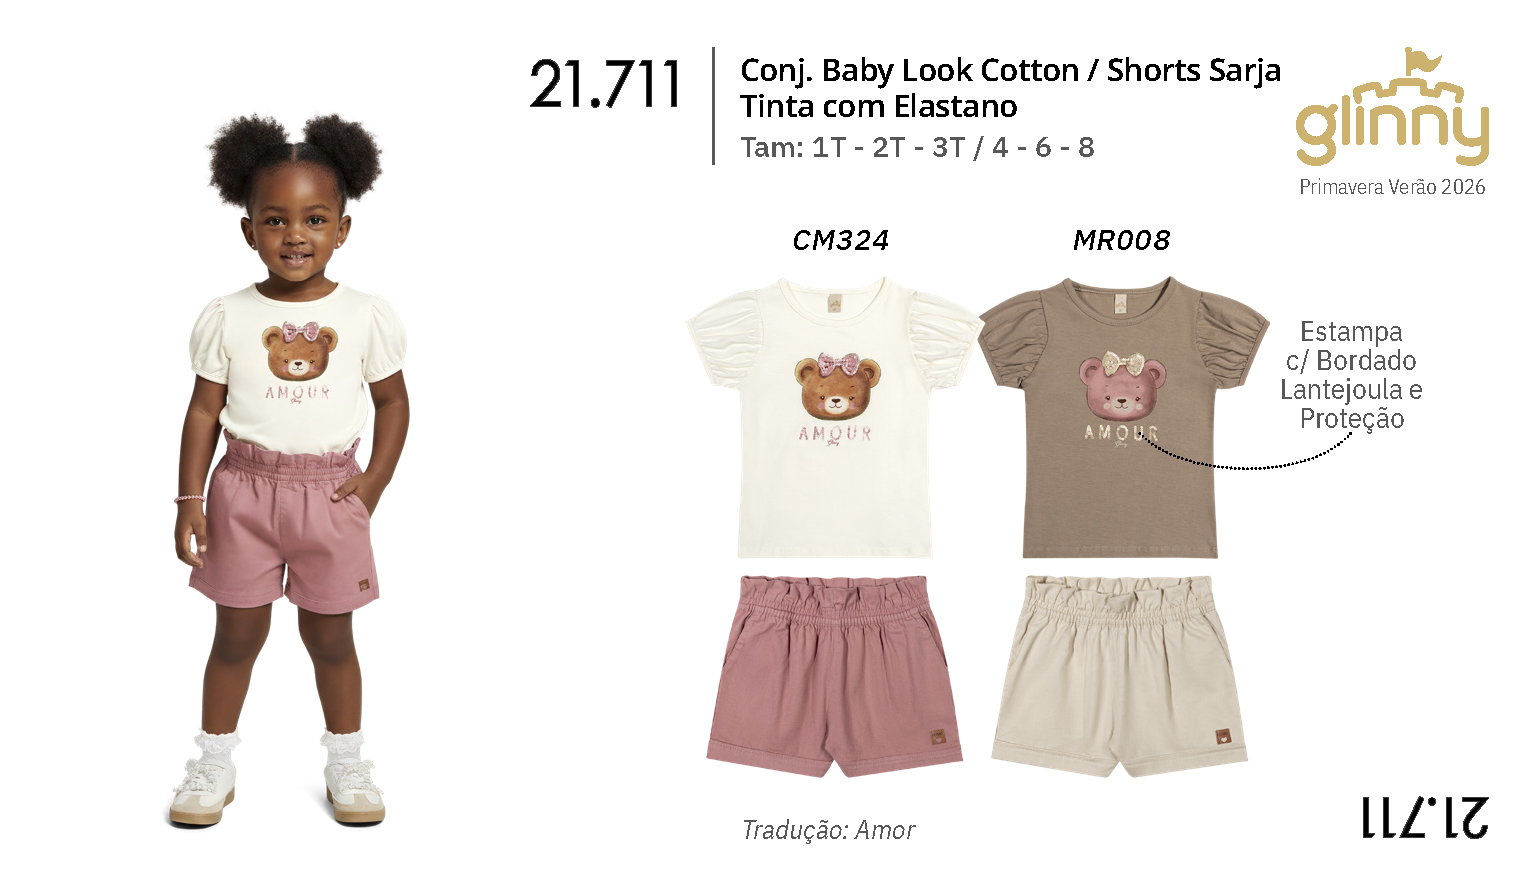 21.711
Conj. Baby Look Cotton / Shorts Sarja
Tinta com Elastano
Tam: 1T - 2T - 3T / 4 - 6 - 8
glinny
Primavera Verão 2026
CM324
MR008
AMOUR
AMOUR
AMOUR
Estampa
c/ Bordado
Lantejoula e
Proteção
Tradução: Amor
21.711